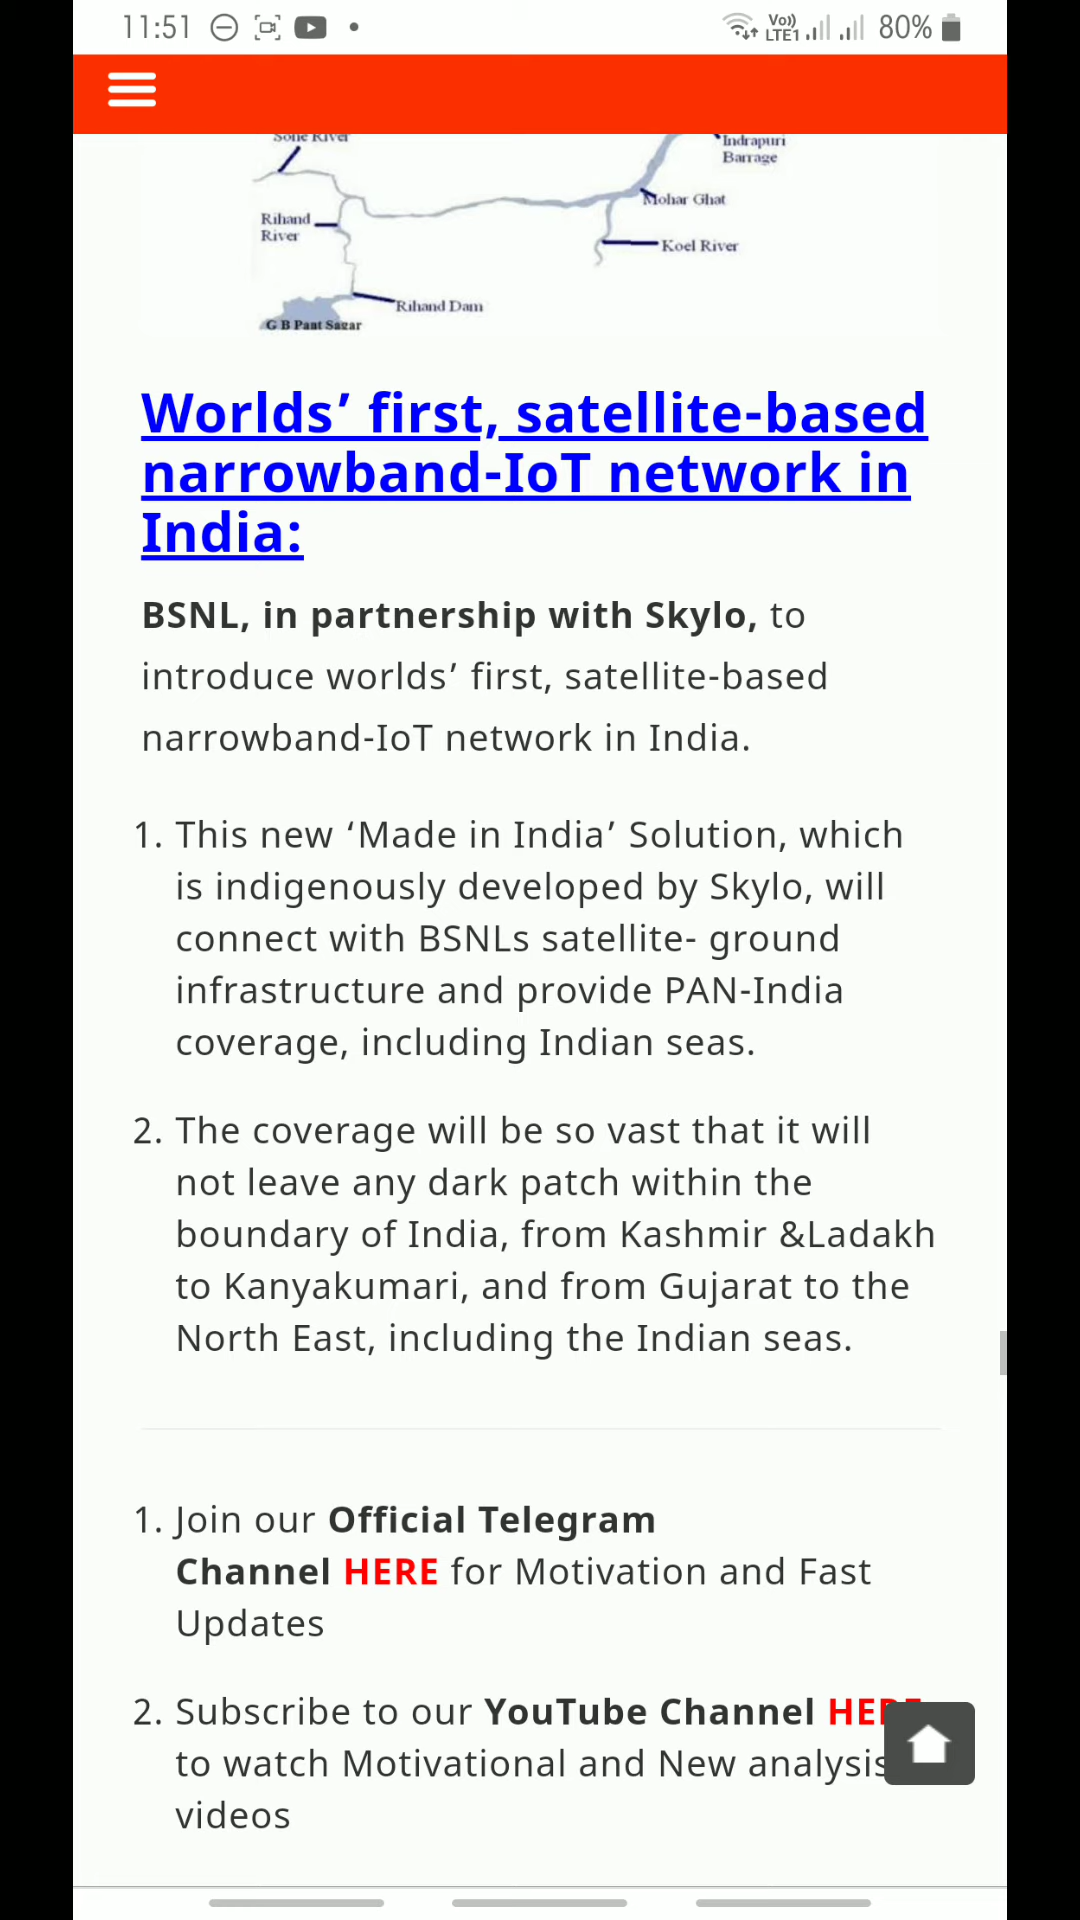 11:51
Vo))
LTE1
80%
Sone River
Indrapuri
Barrage
Mohar Ghat
Rihand
River
Koel River
Rihand Dam
G B Pant Sagar
Worlds’ first, satellite-based
narrowband-IoT network in
India:
BSNL, in partnership with Skylo, to
introduce worlds’ first, satellite-based
narrowband-IoT network in India.
1. This new ‘Made in India’ Solution, which
is indigenously developed by Skylo, will
connect with BSNLs satellite- ground
infrastructure and provide PAN-India
coverage, including Indian seas.
2. The coverage will be so vast that it will
not leave any dark patch within the
boundary of India, from Kashmir &Ladakh
to Kanyakumari, and from Gujarat to the
North East, including the Indian seas.
1. Join our Official Telegram
Channel HERE for Motivation and Fast
Updates
2. Subscribe to our YouTube Channel HERE
to watch Motivational and New analysis
videos